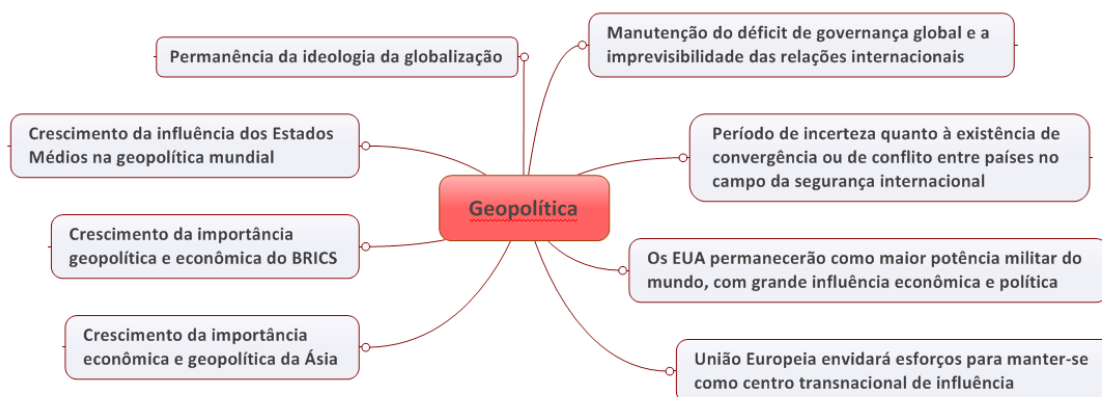 Permanência da ideologia da globalização
Crescimento da influência dos Estados
Médios na geopolítica mundial
Crescimento da importância
geopolítica e econômica do BRICS
Crescimento da importância
econômica e geopolítica da Ásia
Geopolítica
Manutenção do déficit de governança global e a
imprevisibilidade das relações internacionais
Período de incerteza quanto à existência de
convergência ou de conflito entre países no
campo da segurança internacional
Os EUA permanecerão como maior potência militar do
mundo, com grande influência econômica e política
União Europeia envidará esforços para manter-se
como centro transnacional de influência